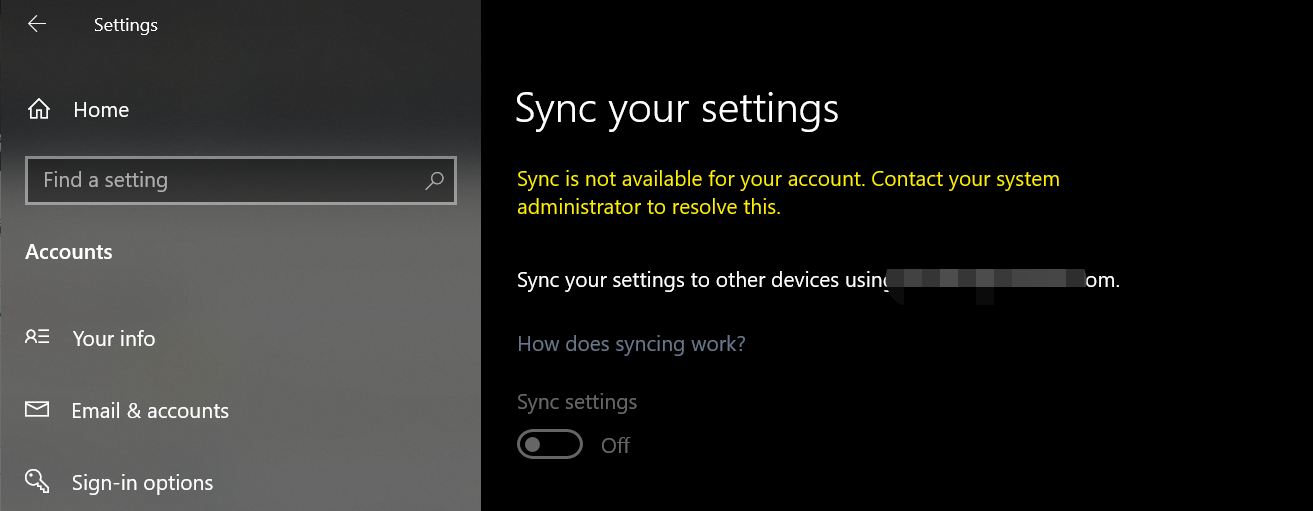 Settings
Home
Find a setting
Accounts
Your info
Email & accounts
Sign-in options
Sync your settings
Sync is not available for your account. Contact your system
administrator to resolve this.
Sync your settings to other devices using om.
How does syncing work?
Sync settings
Off